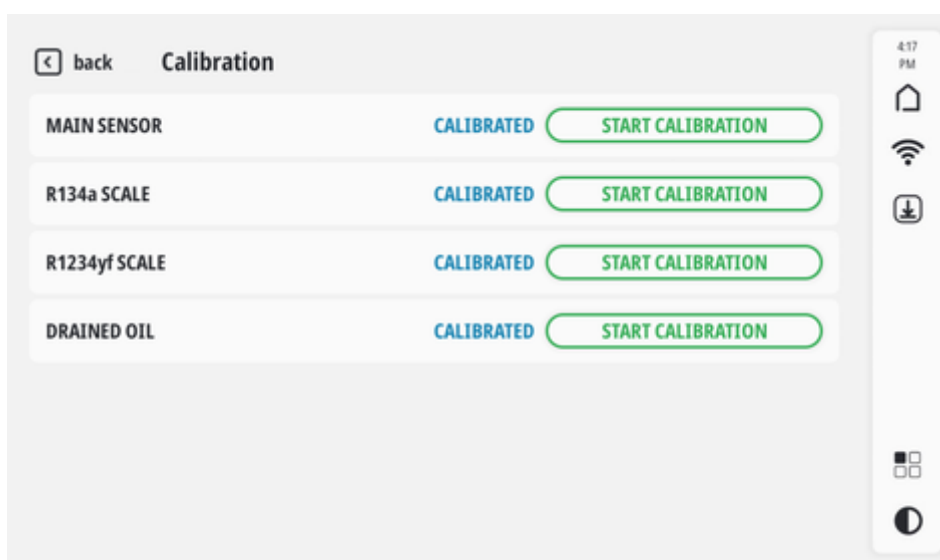 back Calibration
MAIN SENSOR CALIBRATED START CALIBRATION
R134a SCALE CALIBRATED START CALIBRATION
R1234yf SCALE CALIBRATED START CALIBRATION
DRAINED OIL CALIBRATED START CALIBRATION
4:17
PM